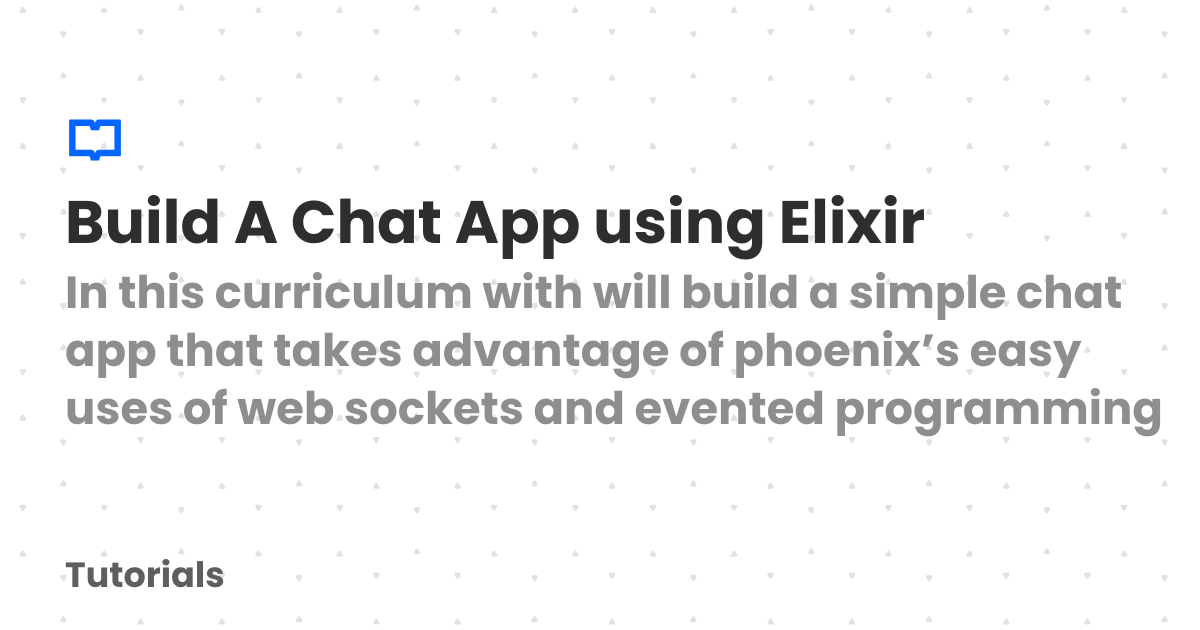 Build A Chat App using Elixir
In this curriculum with will build a simple chat
app that takes advantage of phoenix’s easy
uses of web sockets and evented programming
Tutorials